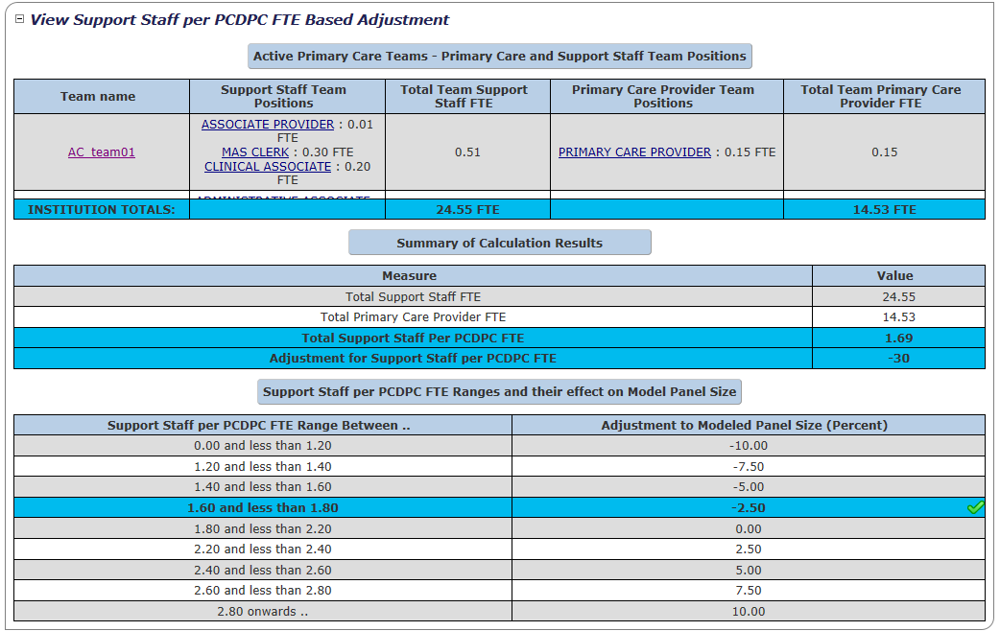 View Support Staff per PCDPC FTE Based Adjustment
Active Primary Care Teams - Primary Care and Support Staff Team Positions
Team name | Support Staff Team Positions | Total Team Support Staff FTE | Primary Care Provider Team Positions | Total Team Primary Care Provider FTE
AC_team01 | ASSOCIATE PROVIDER : 0.01 FTE MAS CLERK : 0.30 FTE CLINICAL ASSOCIATE : 0.20 FTE | 0.51 | PRIMARY CARE PROVIDER : 0.15 FTE | 0.15
ADMINISTRATIVE ASSOCIATE
INSTITUTION TOTALS: | 24.55 FTE | 14.53 FTE
Summary of Calculation Results
Measure | Value
Total Support Staff FTE | 24.55
Total Primary Care Provider FTE | 14.53
Total Support Staff Per PCDPC FTE | 1.69
Adjustment for Support Staff per PCDPC FTE | -30
Support Staff per PCDPC FTE Ranges and their effect on Model Panel Size
Support Staff per PCDPC FTE Range Between .. | Adjustment to Modeled Panel Size (Percent)
0.00 and less than 1.20 | -10.00
1.20 and less than 1.40 | -7.50
1.40 and less than 1.60 | -5.00
1.60 and less than 1.80 | -2.50
1.80 and less than 2.20 | 0.00
2.20 and less than 2.40 | 2.50
2.40 and less than 2.60 | 5.00
2.60 and less than 2.80 | 7.50
2.80 onwards .. | 10.00